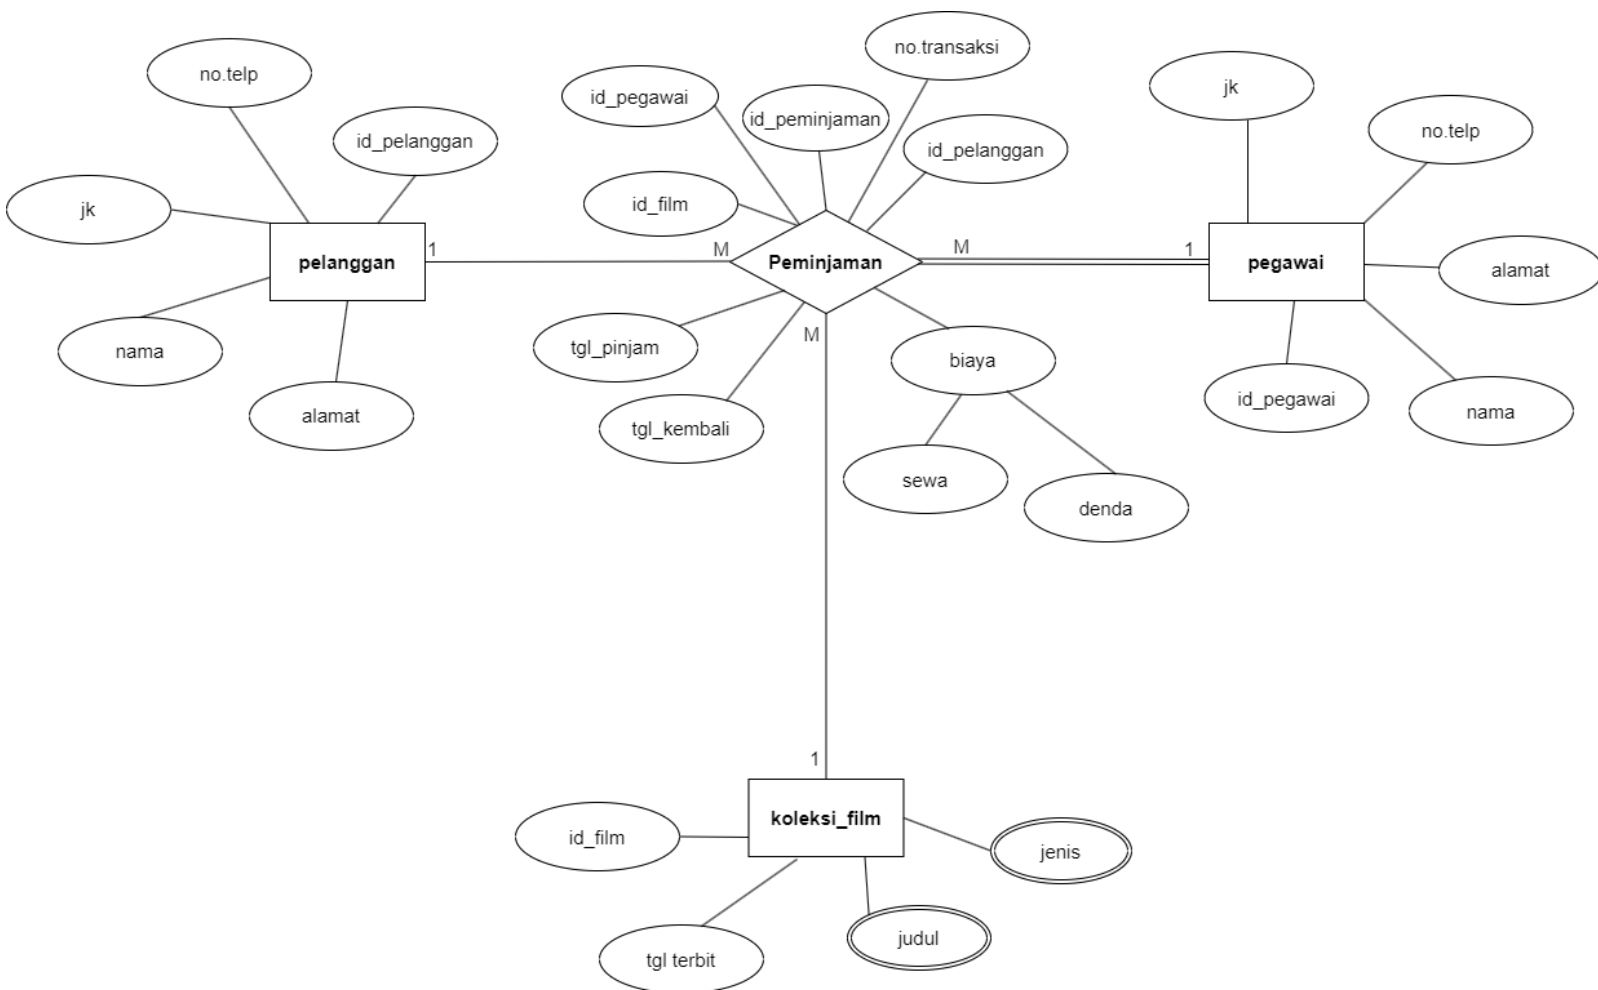 no.transaksi
no.telp
id_pegawai
jk
id_peminjaman
no.telp
id_pelanggan
id_pelanggan
jk
id_film
1
M
M
1
pelanggan
Peminjaman
pegawai
alamat
M
tgl_pinjam
nama
biaya
id_pegawai
nama
alamat
tgl_kembali
sewa
denda
1
koleksi_film
id_film
jenis
judul
tgl terbit